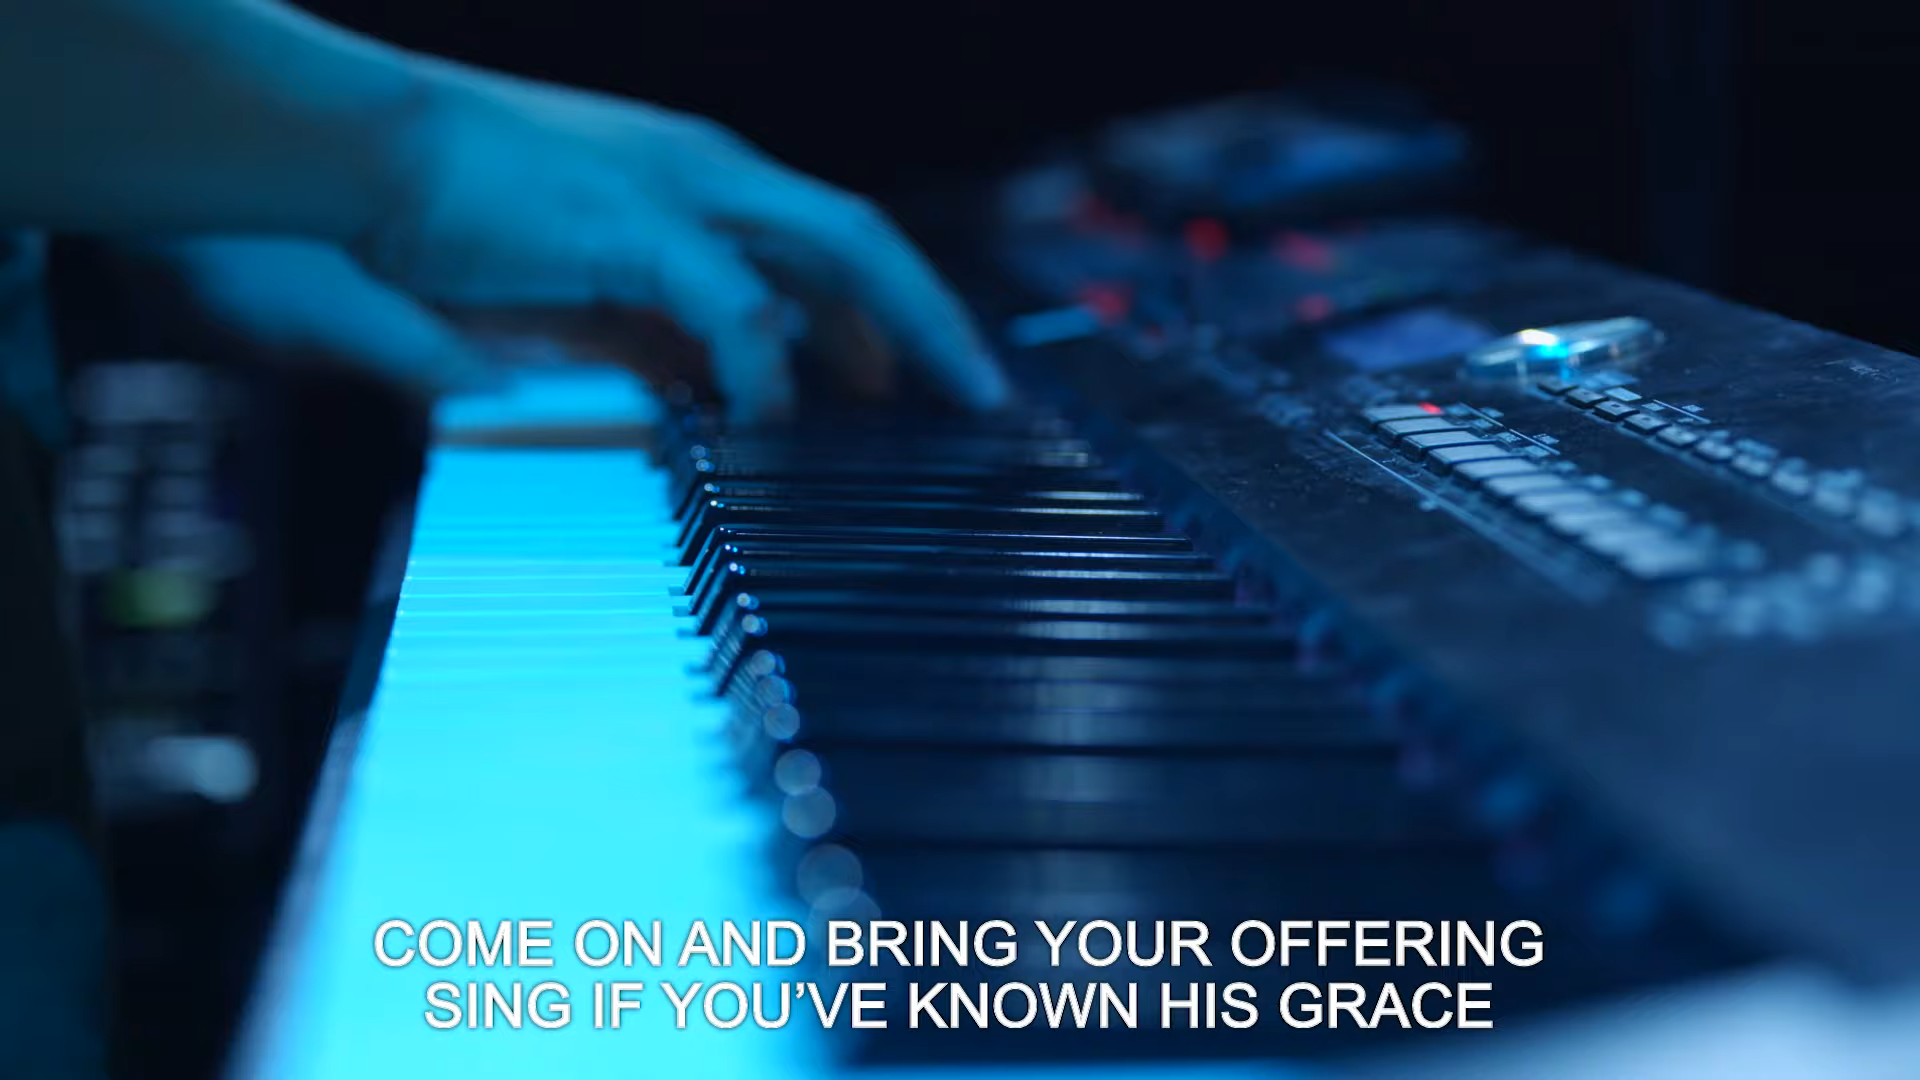 COME ON AND BRING YOUR OFFERING
SING IF YOU’VE KNOWN HIS GRACE